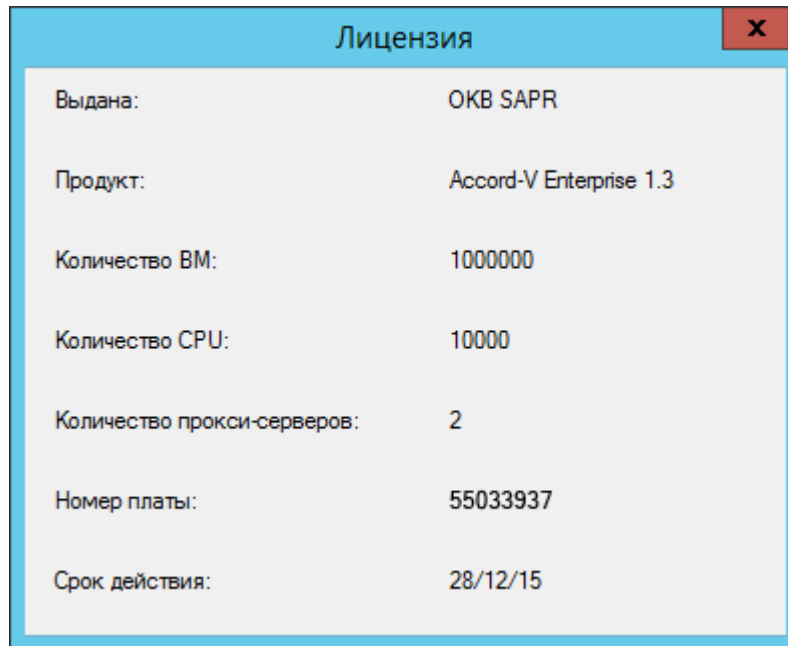 Лицензия
x
Выдана: OKB SAPR
Продукт: Accord-V Enterprise 1.3
Количество ВМ: 1000000
Количество CPU: 10000
Количество прокси-серверов: 2
Номер платы: 55033937
Срок действия: 28/12/15